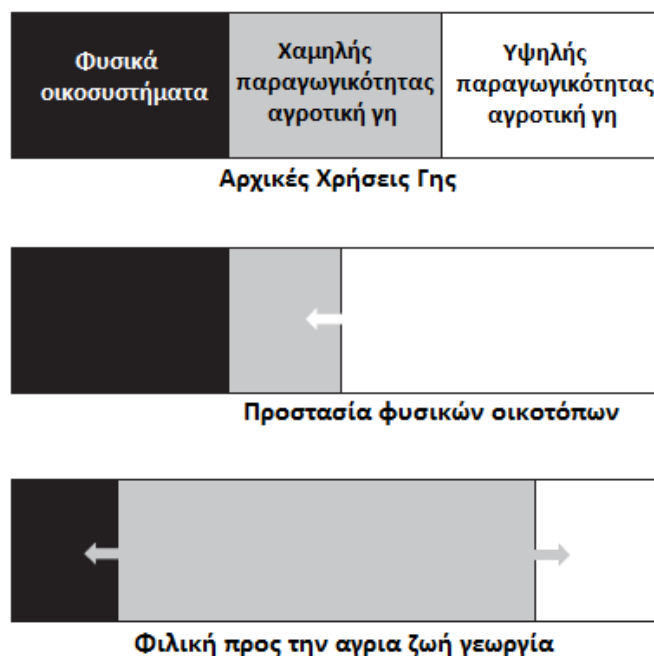 Φυσικά
οικοσυστήματα
Χαμηλής
παραγωγικότητας
αγροτική γη
Υψηλής
παραγωγικότητας
αγροτική γη
Αρχικές Χρήσεις Γης
Προστασία φυσικών οικοτόπων
Φιλική προς την αγρια ζωή γεωργία